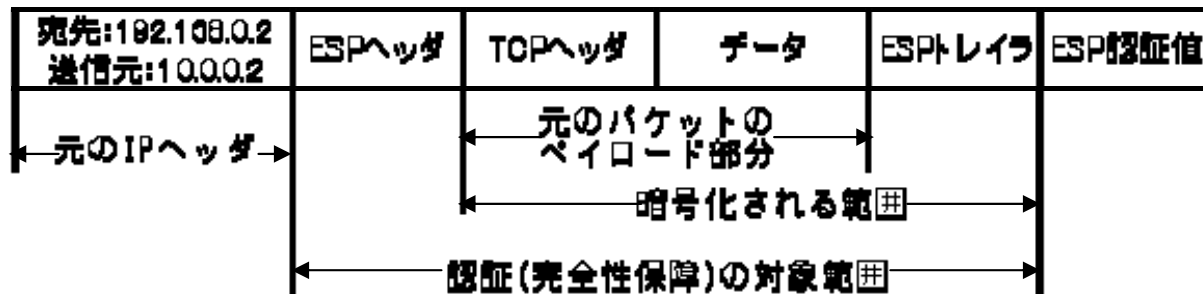 宛先:192.168.0.2
送信元:10.0.0.2
ESPヘッダ
TCPヘッダ
データ
ESPトレイラ
ESP認証値
元のIPヘッダ
元のパケットの
ペイロード部分
暗号化される範囲
認証(完全性保障)の対象範囲